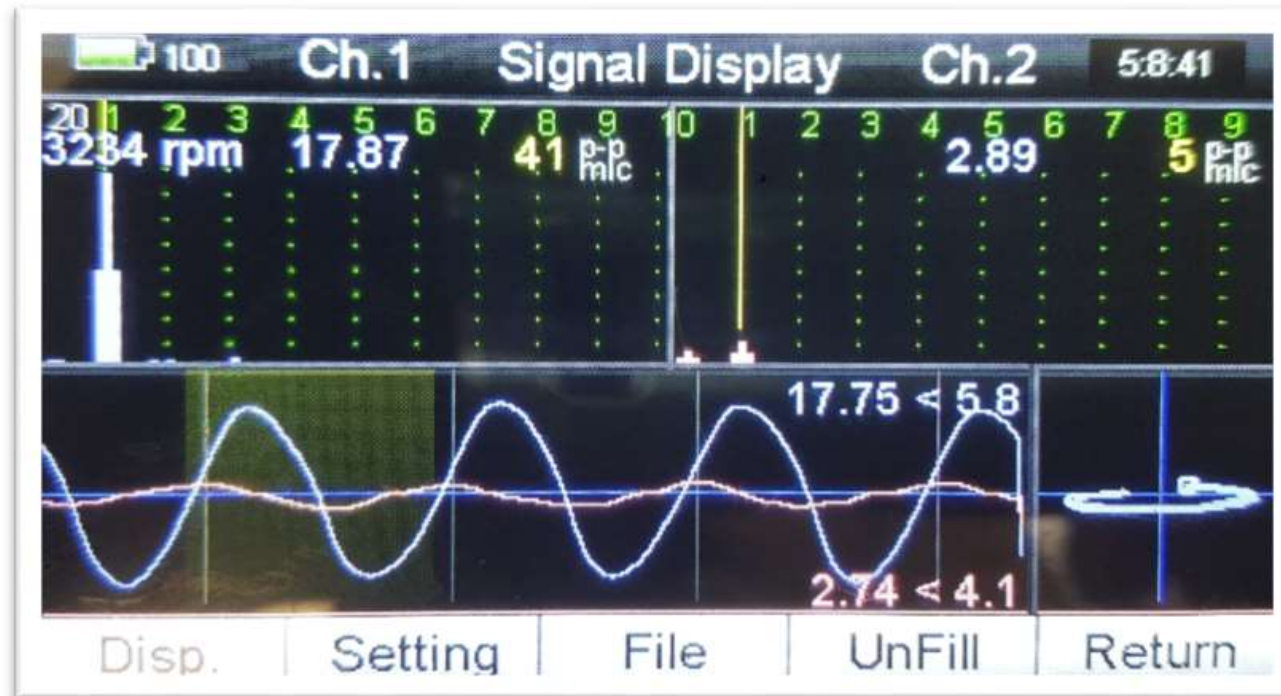 100 Ch.1 Signal Display Ch.2 5:8:41
20 1 2 3 4 5 6 7 8 9 10 1 2 3 4 5 6 7 8 9
3234 rpm 17.87 41 p-p mic 2.89 5 p-p mic
17.75 < 5.8
2.74 < 4.1
Disp. Setting File UnFill Return